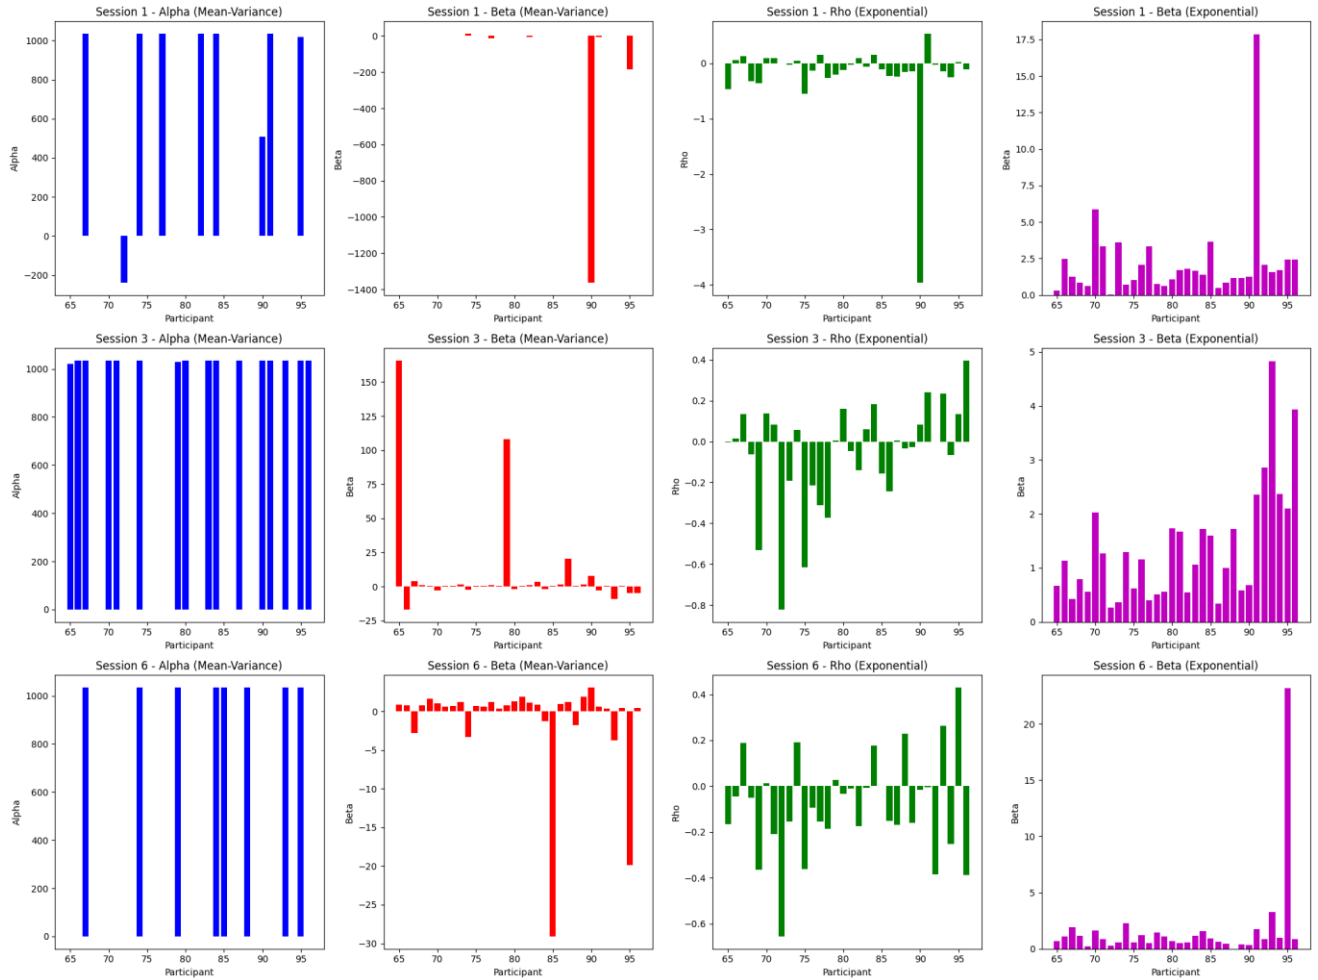 Session 1 - Alpha (Mean-Variance)
Session 1 - Beta (Mean-Variance)
Session 1 - Rho (Exponential)
Session 1 - Beta (Exponential)
1000
800
600
400
200
0
−200
Alpha
65 70 75 80 85 90 95
Participant
0
−200
−400
−600
−800
−1000
−1200
−1400
Beta
65 70 75 80 85 90 95
Participant
0
−1
−2
−3
−4
Rho
65 70 75 80 85 90 95
Participant
17.5
15.0
12.5
10.0
7.5
5.0
2.5
0.0
Beta
65 70 75 80 85 90 95
Participant
Session 3 - Alpha (Mean-Variance)
Session 3 - Beta (Mean-Variance)
Session 3 - Rho (Exponential)
Session 3 - Beta (Exponential)
1000
800
600
400
200
0
Alpha
65 70 75 80 85 90 95
Participant
150
125
100
75
50
25
0
−25
Beta
65 70 75 80 85 90 95
Participant
0.4
0.2
0.0
−0.2
−0.4
−0.6
−0.8
Rho
65 70 75 80 85 90 95
Participant
5
4
3
2
1
0
Beta
65 70 75 80 85 90 95
Participant
Session 6 - Alpha (Mean-Variance)
Session 6 - Beta (Mean-Variance)
Session 6 - Rho (Exponential)
Session 6 - Beta (Exponential)
1000
800
600
400
200
0
Alpha
65 70 75 80 85 90 95
Participant
0
−5
−10
−15
−20
−25
−30
Beta
65 70 75 80 85 90 95
Participant
0.4
0.2
0.0
−0.2
−0.4
−0.6
Rho
65 70 75 80 85 90 95
Participant
20
15
10
5
0
Beta
65 70 75 80 85 90 95
Participant